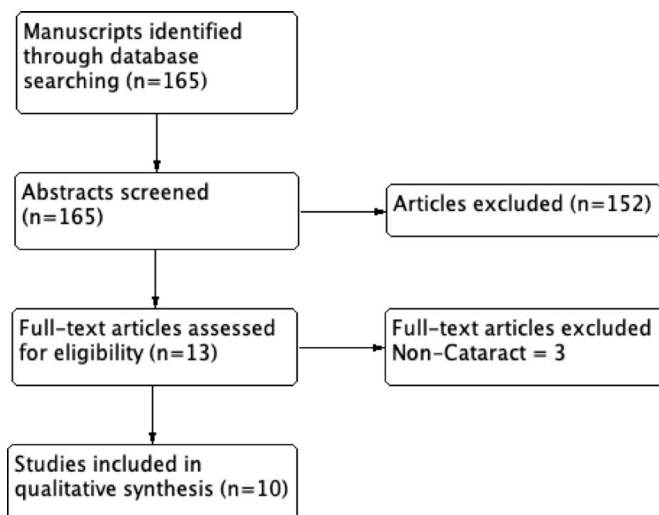 Manuscripts identified
through database
searching (n=165)
Abstracts screened
(n=165)
Articles excluded (n=152)
Full-text articles assessed
for eligibility (n=13)
Full-text articles excluded
Non-Cataract = 3
Studies included in
qualitative synthesis (n=10)